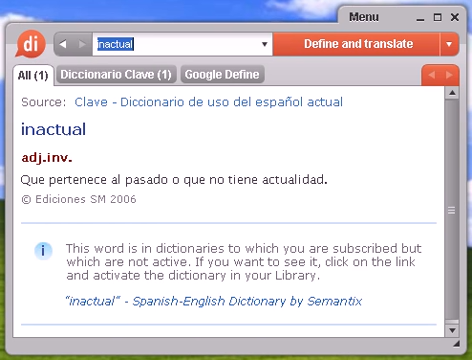 Menu
di
inactual
Define and translate
All (1)
Diccionario Clave (1)
Google Define
Source: Clave - Diccionario de uso del español actual
inactual
adj.inv.
Que pertenece al pasado o que no tiene actualidad.
© Ediciones SM 2006
i
This word is in dictionaries to which you are subscribed but
which are not active. If you want to see it, click on the link
and activate the dictionary in your Library.
"inactual" - Spanish-English Dictionary by Semantix